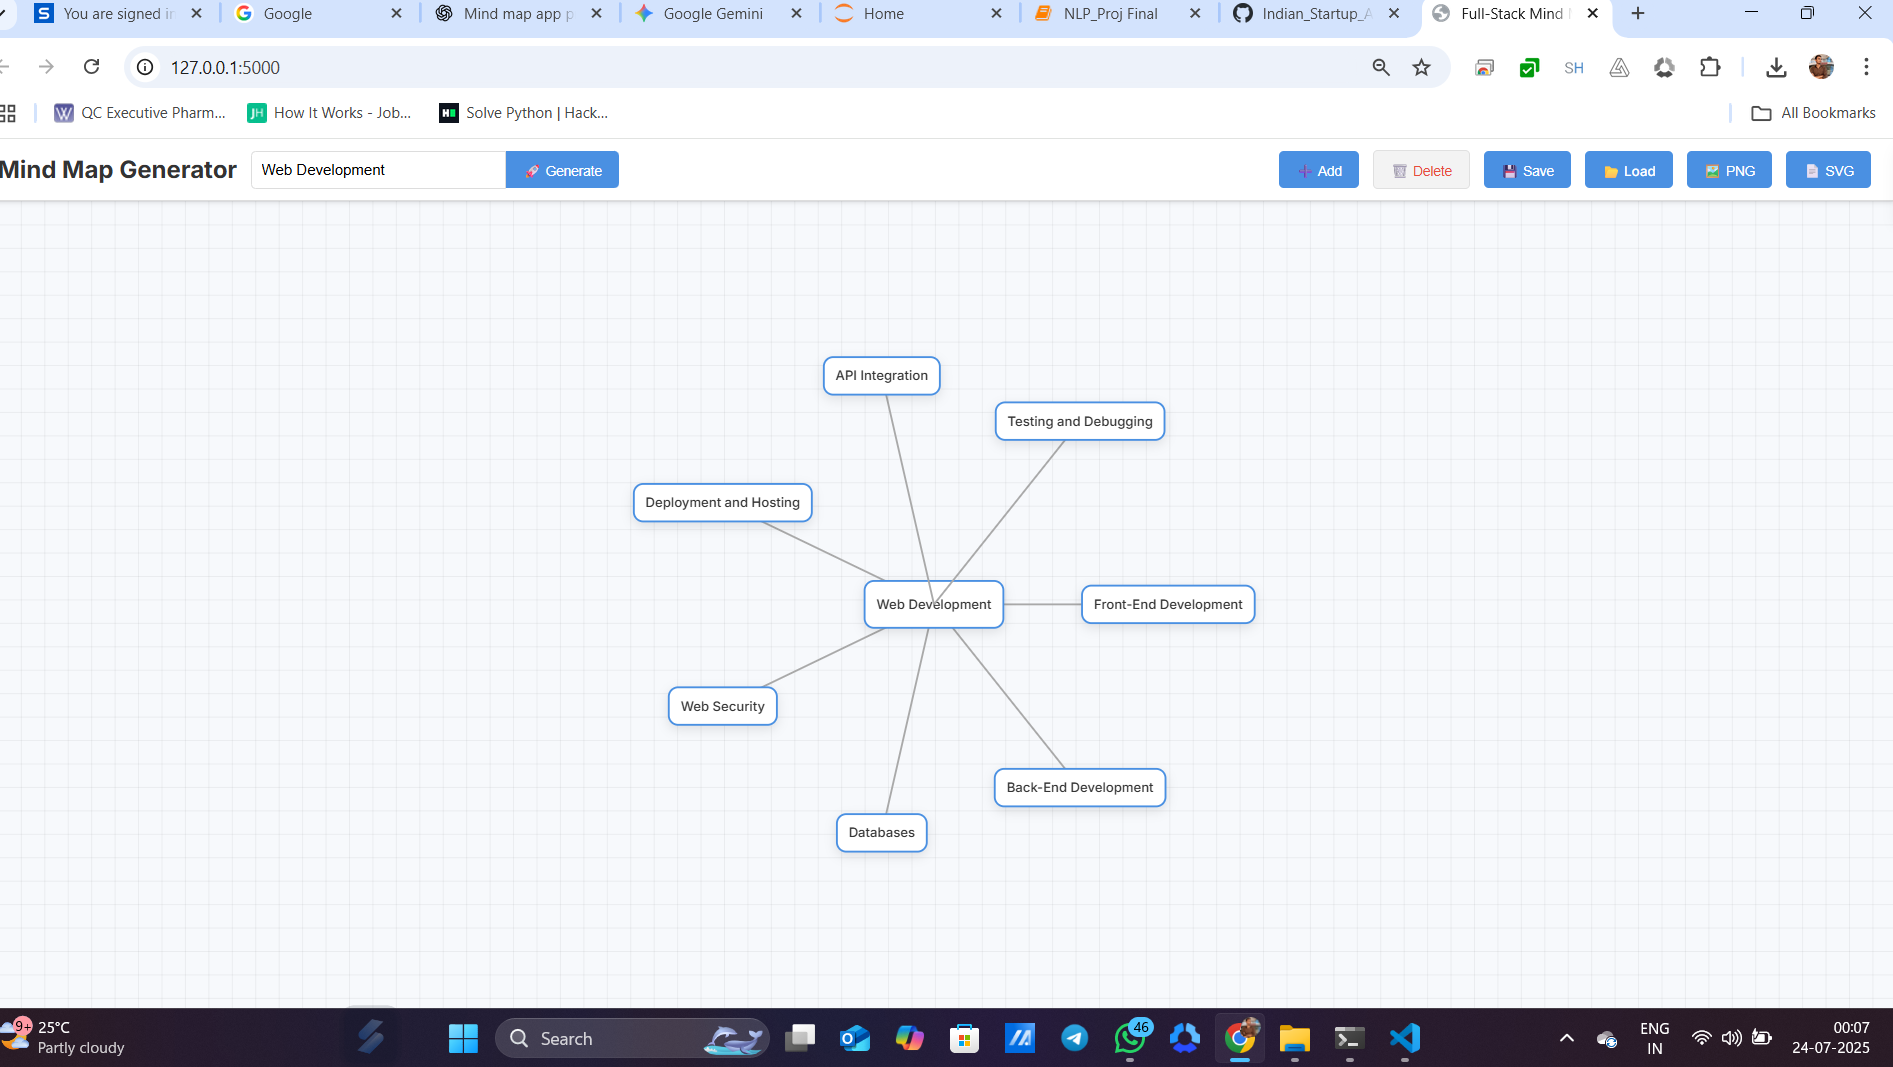 You are signed i
Google
Mind map app p
Google Gemini
Home
NLP_Proj Final
Indian_Startup_A
Full-Stack Mind
127.0.0.1:5000
SH
QC Executive Pharm...
JH
How It Works - Job...
Solve Python | Hack...
All Bookmarks
Mind Map Generator
Web Development
Generate
Add
Delete
Save
Load
PNG
SVG
API Integration
Testing and Debugging
Deployment and Hosting
Web Development
Front-End Development
Web Security
Back-End Development
Databases
9+
25°C
Partly cloudy
Search
46
ENG
IN
00:07
24-07-2025